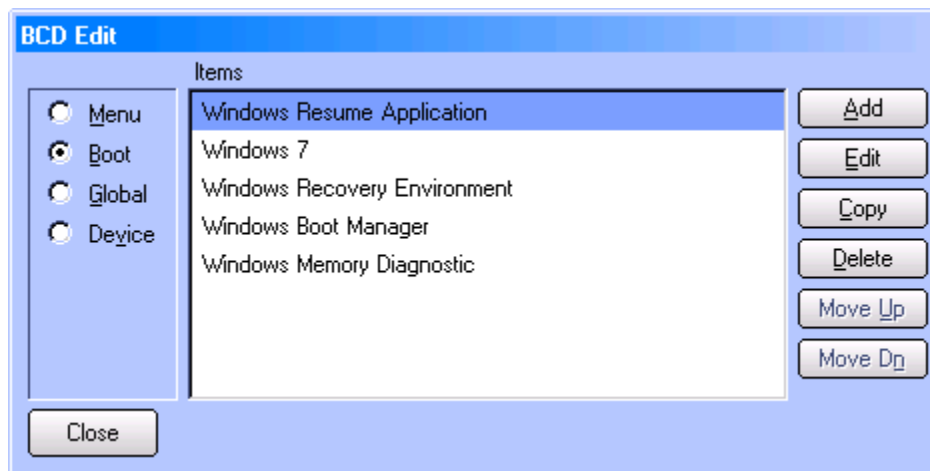 BCD Edit
Items
Menu
Boot
Global
Device
Windows Resume Application
Windows 7
Windows Recovery Environment
Windows Boot Manager
Windows Memory Diagnostic
Add
Edit
Copy
Delete
Move Up
Move Dn
Close